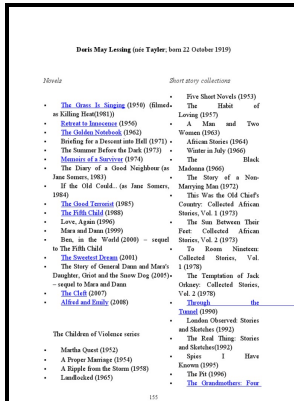 Doris May Lessing (née Tayler; born 22 October 1919)
Novels
• The Grass Is Singing (1950) (filmed
as Killing Heat(1981))
• Retreat to Innocence (1956)
• The Golden Notebook (1962)
• Briefing for a Descent into Hell (1971)
• The Summer Before the Dark (1973)
• Memoirs of a Survivor (1974)
• The Diary of a Good Neighbour (as
Jane Somers, 1983)
• If the Old Could... (as Jane Somers,
1984)
• The Good Terrorist (1985)
• The Fifth Child (1988)
• Love, Again (1996)
• Mara and Dann (1999)
• Ben, in the World (2000) – sequel
to The Fifth Child
• The Sweetest Dream (2001)
• The Story of General Dann and Mara's
Daughter, Griot and the Snow Dog (2005)
– sequel to Mara and Dann
• The Cleft (2007)
• Alfred and Emily (2008)
The Children of Violence series
• Martha Quest (1952)
• A Proper Marriage (1954)
• A Ripple from the Storm (1958)
• Landlocked (1965)
Short story collections
• Five Short Novels (1953)
• The Habit of
Loving (1957)
• A Man and Two
Women (1963)
• African Stories (1964)
• Winter in July (1966)
• The Black
Madonna (1966)
• The Story of a Non-
Marrying Man (1972)
• This Was the Old Chief's
Country: Collected African
Stories, Vol. 1 (1973)
• The Sun Between Their
Feet: Collected African
Stories, Vol. 2 (1973)
• To Room Nineteen:
Collected Stories, Vol.
1 (1978)
• The Temptation of Jack
Orkney: Collected Stories,
Vol. 2 (1978)
• Through the
Tunnel (1990)
• London Observed: Stories
and Sketches (1992)
• The Real Thing: Stories
and Sketches(1992)
• Spies I Have
Known (1995)
• The Pit (1996)
• The Grandmothers: Four
155